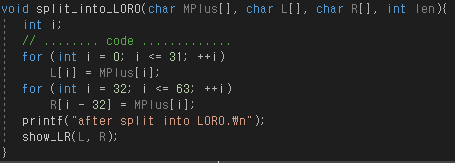 void split_into_LORO(char MPlus[], char L[], char R[], int len){
int i;
// ........ code .............
for (int i = 0; i <= 31; ++i)
L[i] = MPlus[i];
for (int i = 32; i <= 63; ++i)
R[i - 32] = MPlus[i];
printf("after split into LORO.₩n");
show_LR(L, R);
}